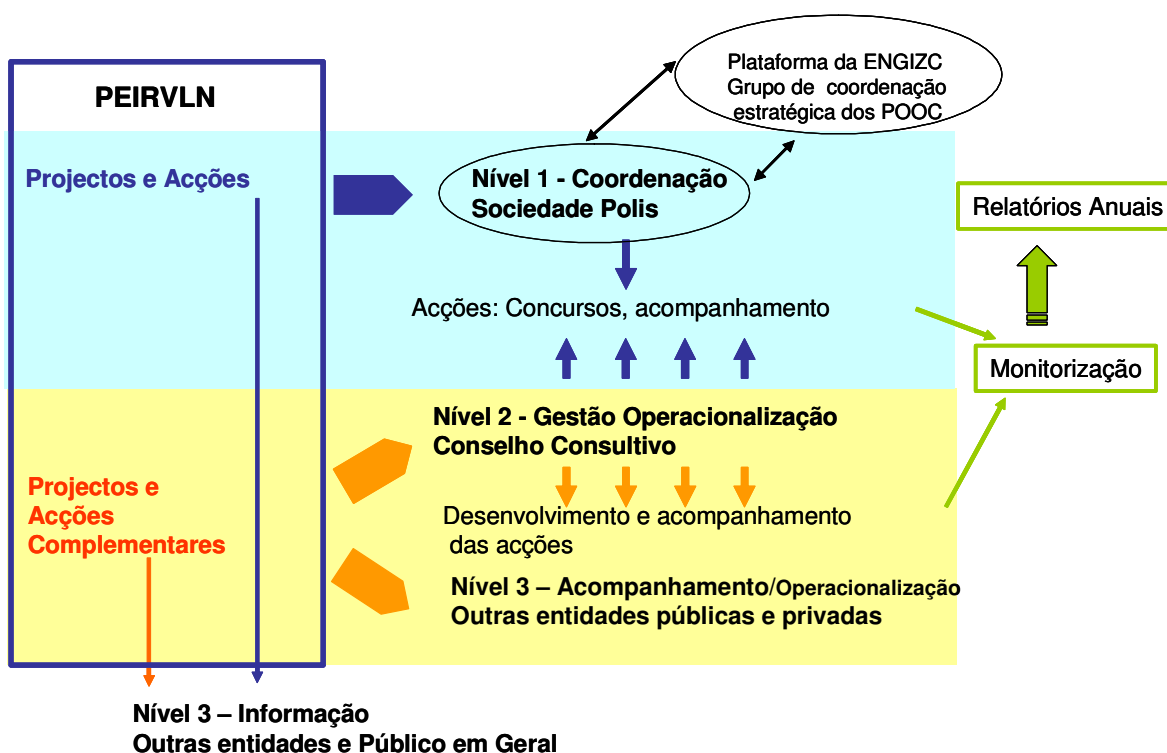 Plataforma da ENGIZC
Grupo de coordenação
estratégica dos POOC
PEIRVLN
Projectos e Acções
Nível 1 - Coordenação
Sociedade Polis
Relatórios Anuais
Acções: Concursos, acompanhamento
Monitorização
Nível 2 - Gestão Operacionalização
Conselho Consultivo
Projectos e
Acções
Complementares
Desenvolvimento e acompanhamento
das acções
Nível 3 – Acompanhamento/Operacionalização
Outras entidades públicas e privadas
Nível 3 – Informação
Outras entidades e Público em Geral